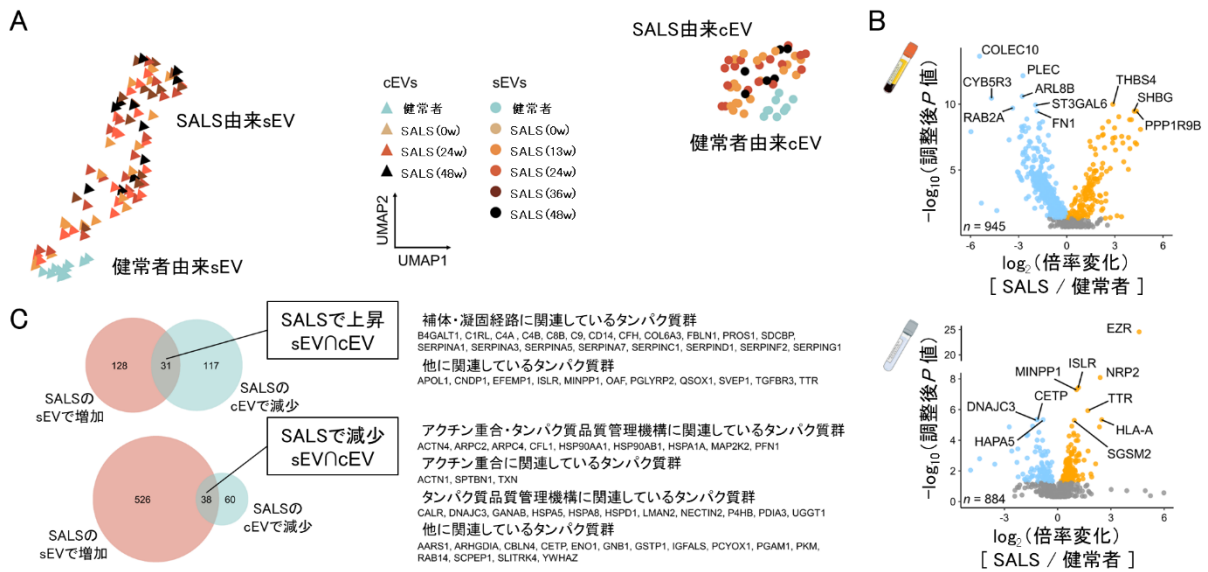 A
SALS由来sEV
健常者由来sEV
cEVs
健常者
SALS(0w)
SALS(24w)
SALS(48w)
sEVs
健常者
SALS(0w)
SALS(13w)
SALS(24w)
SALS(36w)
SALS(48w)
UMAP2
UMAP1
SALS由来cEV
健常者由来cEV
B
COLEC10
PLEC
CYB5R3
ARL8B
THBS4
SHBG
RAB2A
ST3GAL6
FN1
PPP1R9B
10
5
−log10(調整後P 値)
n = 945
-6 -3 0 3 6
log2(倍率変化)
[ SALS / 健常者 ]
EZR
MINPP1
ISLR
NRP2
CETP
TTR
DNAJC3
HLA-A
HAPA5
SGSM2
25
20
8
6
4
2
0
−log10(調整後P 値)
n = 884
-4 0 4
log2(倍率変化)
[ SALS / 健常者 ]
C
128
31
117
SALSの
sEVで増加
SALSの
cEVで減少
SALSで上昇
sEV∩cEV
補体・凝固経路に関連しているタンパク質群
B4GALT1, C1RL, C4A , C4B, C8B, C9, CD14, CFH, COL6A3, FBLN1, PROS1, SDCBP,
SERPINA1, SERPINA3, SERPINA5, SERPINA7, SERPINC1, SERPIND1, SERPINF2, SERPING1
他に関連しているタンパク質群
APOL1, CNDP1, EFEMP1, ISLR, MINPP1, OAF, PGLYRP2, QSOX1, SVEP1, TGFBR3, TTR
526
38
60
SALSの
sEVで増加
SALSの
cEVで減少
SALSで減少
sEV∩cEV
アクチン重合・タンパク質品質管理機構に関連しているタンパク質群
ACTN4, ARPC2, ARPC4, CFL1, HSP90AA1, HSP90AB1, HSPA1A, MAP2K2, PFN1
アクチン重合に関連しているタンパク質群
ACTN1, SPTBN1, TXN
タンパク質品質管理機構に関連しているタンパク質群
CALR, DNAJC3, GANAB, HSPA5, HSPA8, HSPD1, LMAN2, NECTIN2, P4HB, PDIA3, UGGT1
他に関連しているタンパク質群
AARS1, ARHGDIA, CBLN4, CETP, ENO1, GNB1, GSTP1, IGFALS, PCYOX1, PGAM1, PKM,
RAB14, SCPEP1, SLITRK4, YWHAZ